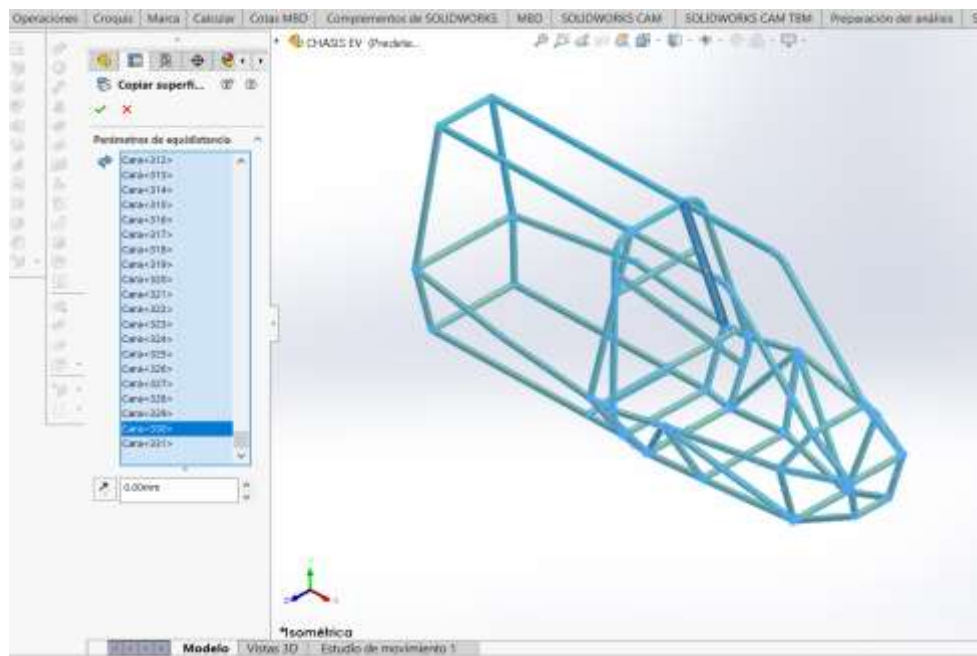 Operaciones Croquis Marca Calcular Cotas MBD Complementos de SOLIDWORKS MBD SOLIDWORKS CAM SOLIDWORKS CAM TBM Preparación del análisis
CHASIS EV (Predete...
Copiar superfi...
Parámetros de equidistancia
Cara<312>
Cara<313>
Cara<314>
Cara<315>
Cara<316>
Cara<317>
Cara<318>
Cara<319>
Cara<320>
Cara<321>
Cara<322>
Cara<323>
Cara<324>
Cara<325>
Cara<326>
Cara<327>
Cara<328>
Cara<329>
Cara<330>
Cara<331>
0.00mm
*Isométrica
Modelo Vistas 3D Estudio de movimiento 1